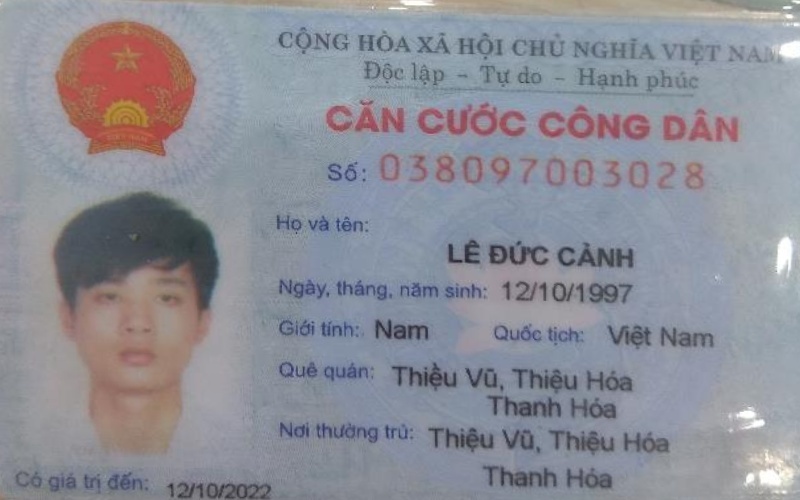 CỘNG HÒA XÃ HỘI CHỦ NGHĨA VIỆT NAM
Độc lập - Tự do - Hạnh phúc
CĂN CƯỚC CÔNG DÂN
Số: 038097003028
Họ và tên:
LÊ ĐỨC CẢNH
Ngày, tháng, năm sinh: 12/10/1997
Giới tính: Nam Quốc tịch: Việt Nam
Quê quán: Thiệu Vũ, Thiệu Hóa
Thanh Hóa
Nơi thường trú: Thiệu Vũ, Thiệu Hóa
Thanh Hóa
Có giá trị đến: 12/10/2022